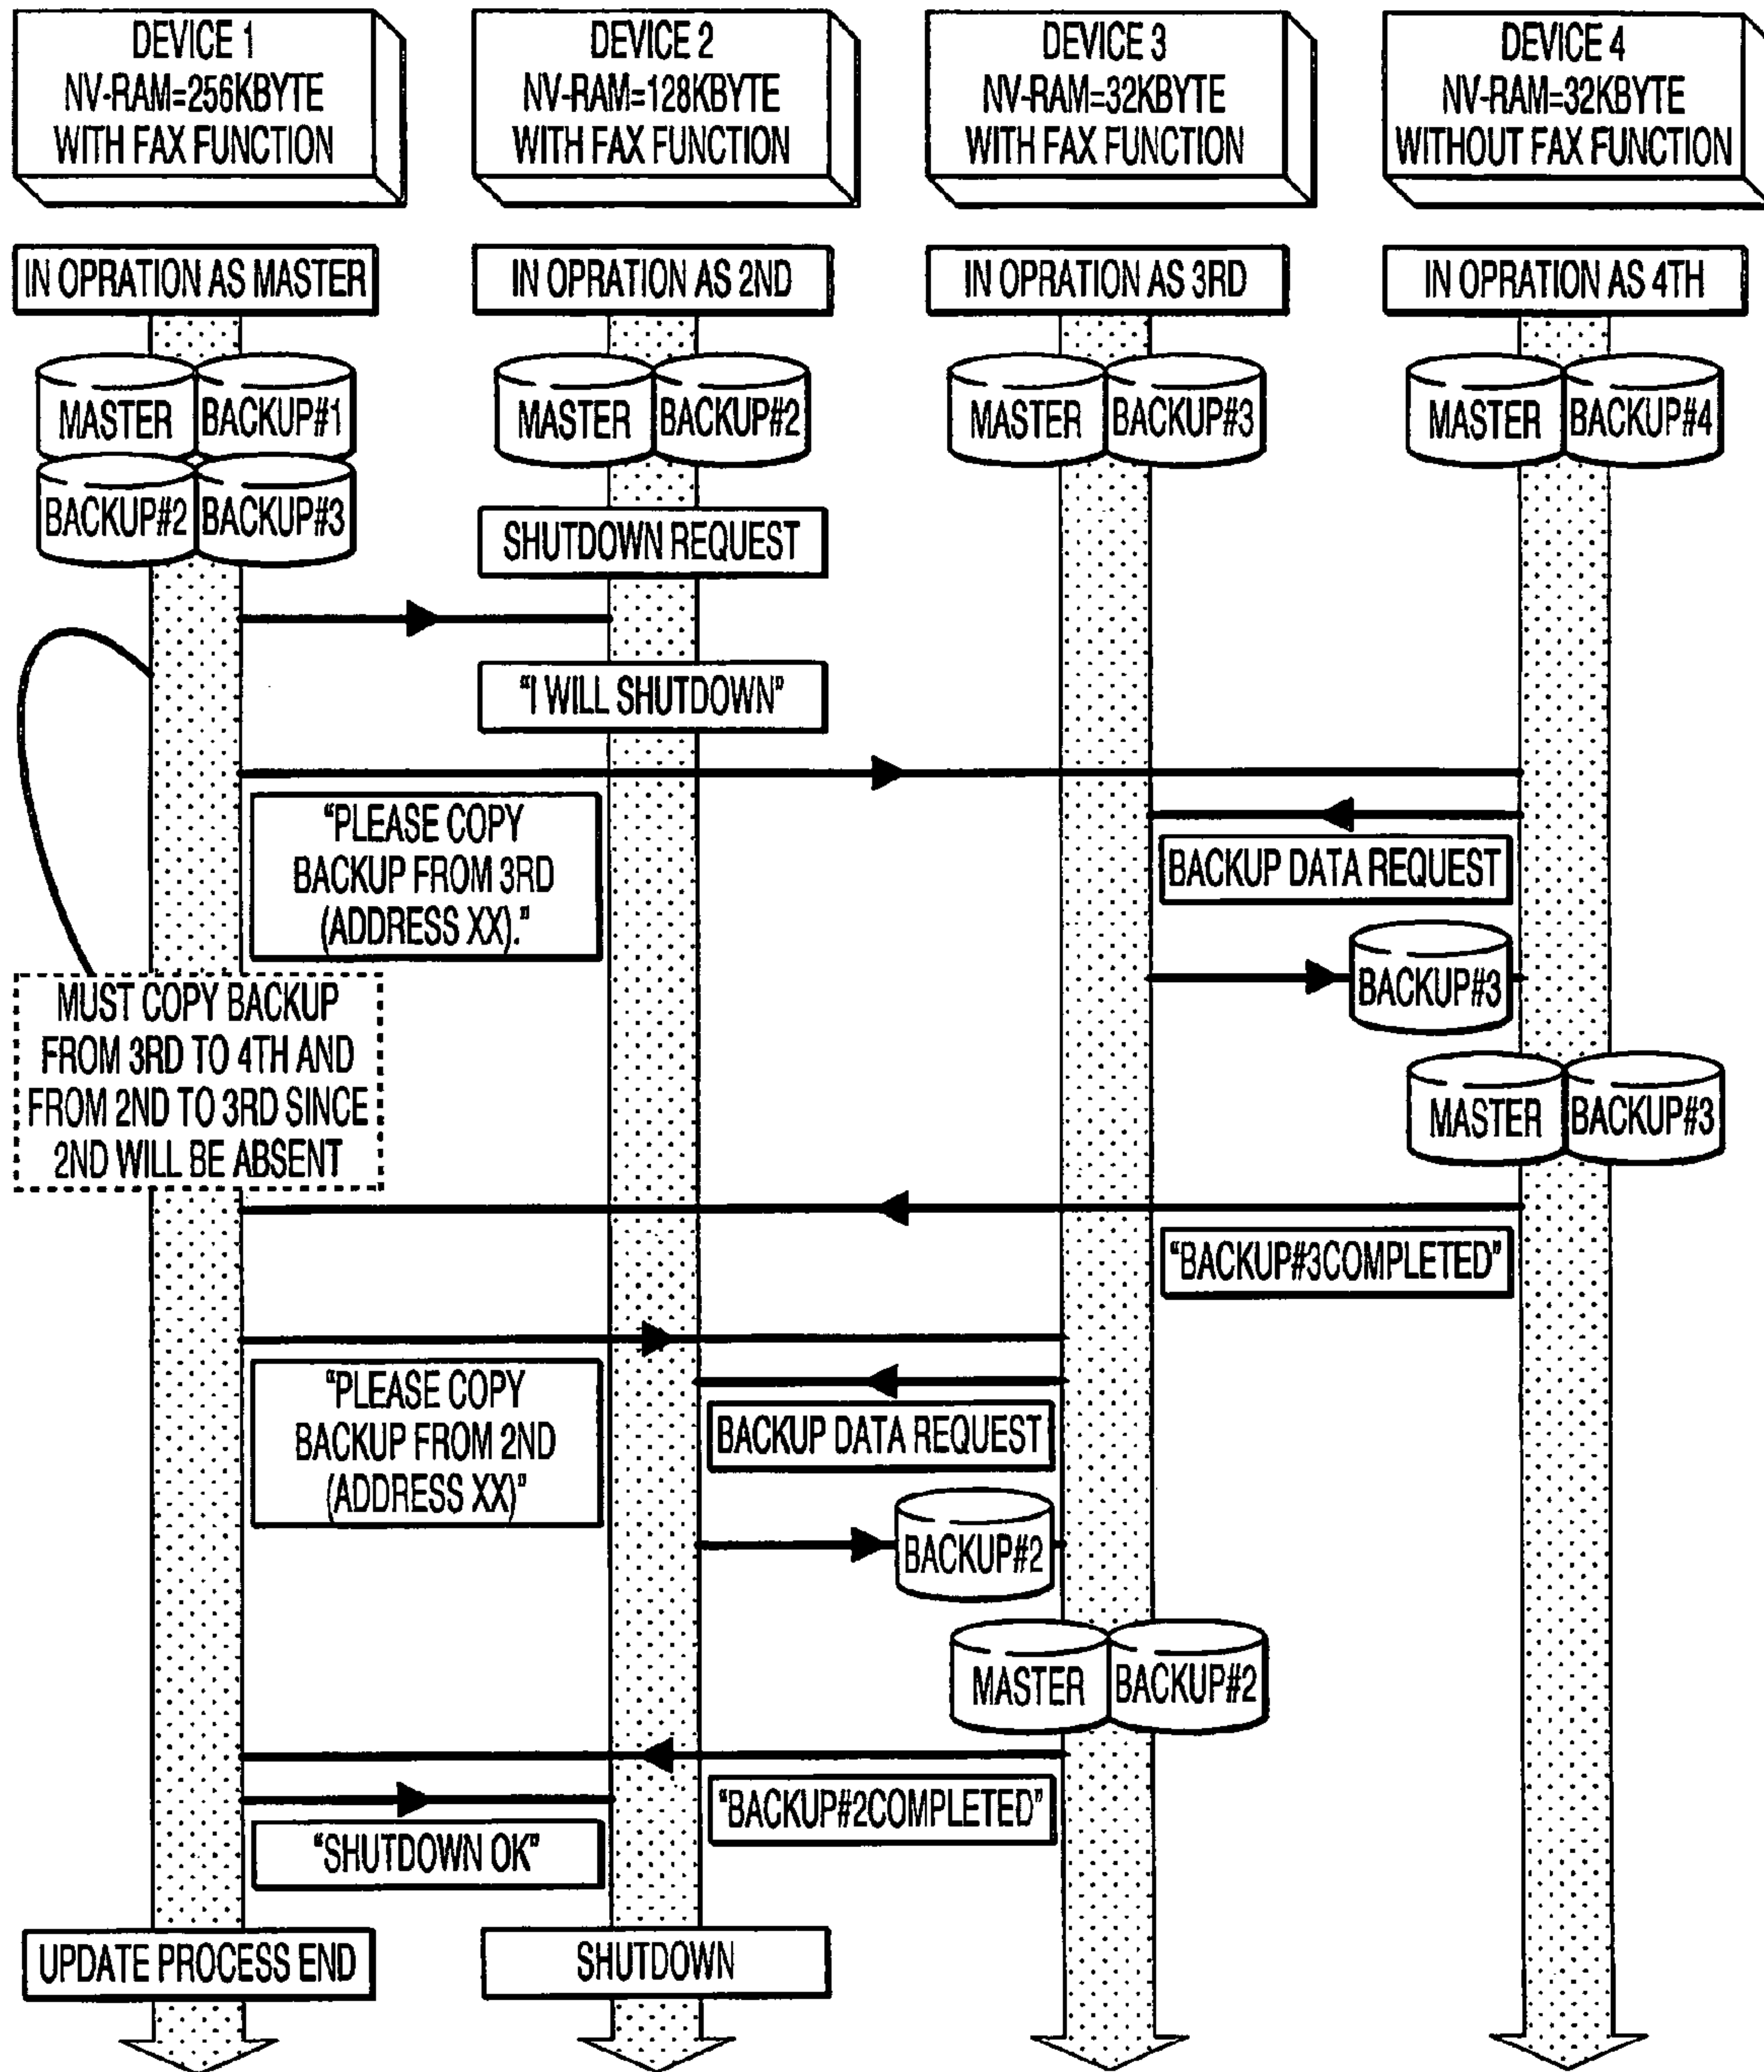 DEVICE 1
NV-RAM=256KBYTE
WITH FAX FUNCTION
DEVICE 2
NV-RAM=128KBYTE
WITH FAX FUNCTION
DEVICE 3
NV-RAM=32KBYTE
WITH FAX FUNCTION
DEVICE 4
NV-RAM=32KBYTE
WITHOUT FAX FUNCTION
IN OPRATION AS MASTER
IN OPRATION AS 2ND
IN OPRATION AS 3RD
IN OPRATION AS 4TH
MASTER
BACKUP#1
MASTER
BACKUP#2
MASTER
BACKUP#3
MASTER
BACKUP#4
BACKUP#2
BACKUP#3
SHUTDOWN REQUEST
"I WILL SHUTDOWN"
"PLEASE COPY
BACKUP FROM 3RD
(ADDRESS XX)."
BACKUP DATA REQUEST
BACKUP#3
MUST COPY BACKUP
FROM 3RD TO 4TH AND
FROM 2ND TO 3RD SINCE
2ND WILL BE ABSENT
MASTER
BACKUP#3
"BACKUP#3COMPLETED"
"PLEASE COPY
BACKUP FROM 2ND
(ADDRESS XX)"
BACKUP DATA REQUEST
BACKUP#2
MASTER
BACKUP#2
"BACKUP#2COMPLETED"
"SHUTDOWN OK"
UPDATE PROCESS END
SHUTDOWN